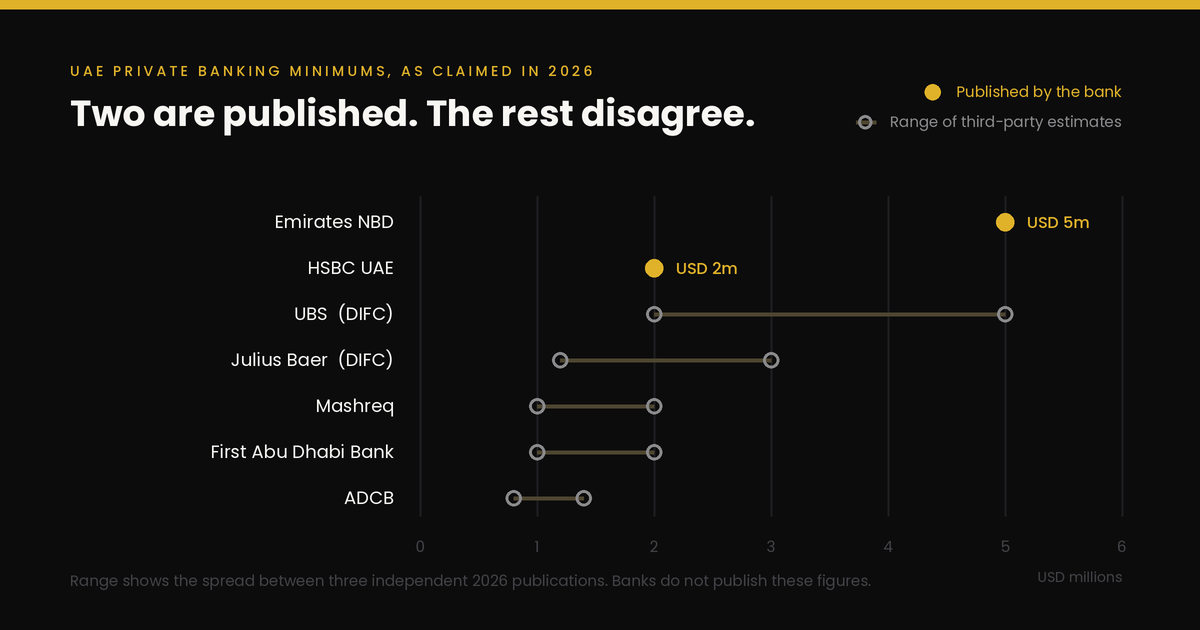 UAE PRIVATE BANKING MINIMUMS, AS CLAIMED IN 2026
Two are published. The rest disagree.
Published by the bank
Range of third-party estimates
Emirates NBD
USD 5m
HSBC UAE
USD 2m
UBS (DIFC)
Julius Baer (DIFC)
Mashreq
First Abu Dhabi Bank
ADCB
0 1 2 3 4 5 6
USD millions
Range shows the spread between three independent 2026 publications. Banks do not publish these figures.